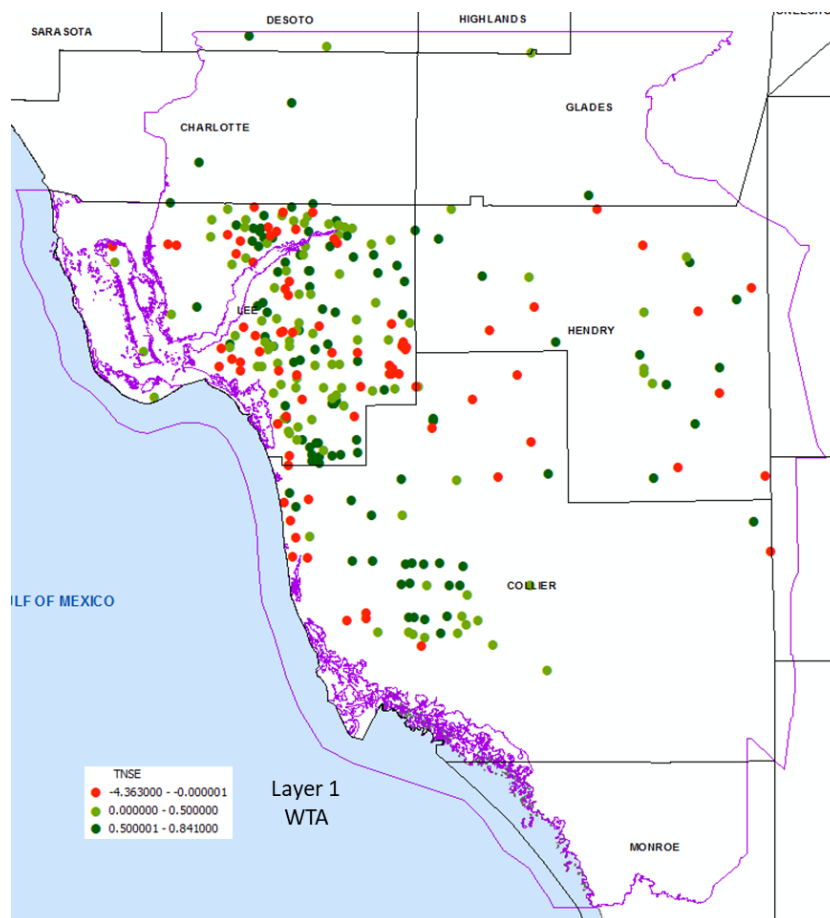 DESOTO
HIGHLANDS
SARASOTA
GLADES
CHARLOTTE
LEE
HENDRY
COLLIER
ULF OF MEXICO
TNSE
-4.363000 - -0.000001
0.000000 - 0.500000
0.500001 - 0.841000
Layer 1
WTA
MONROE